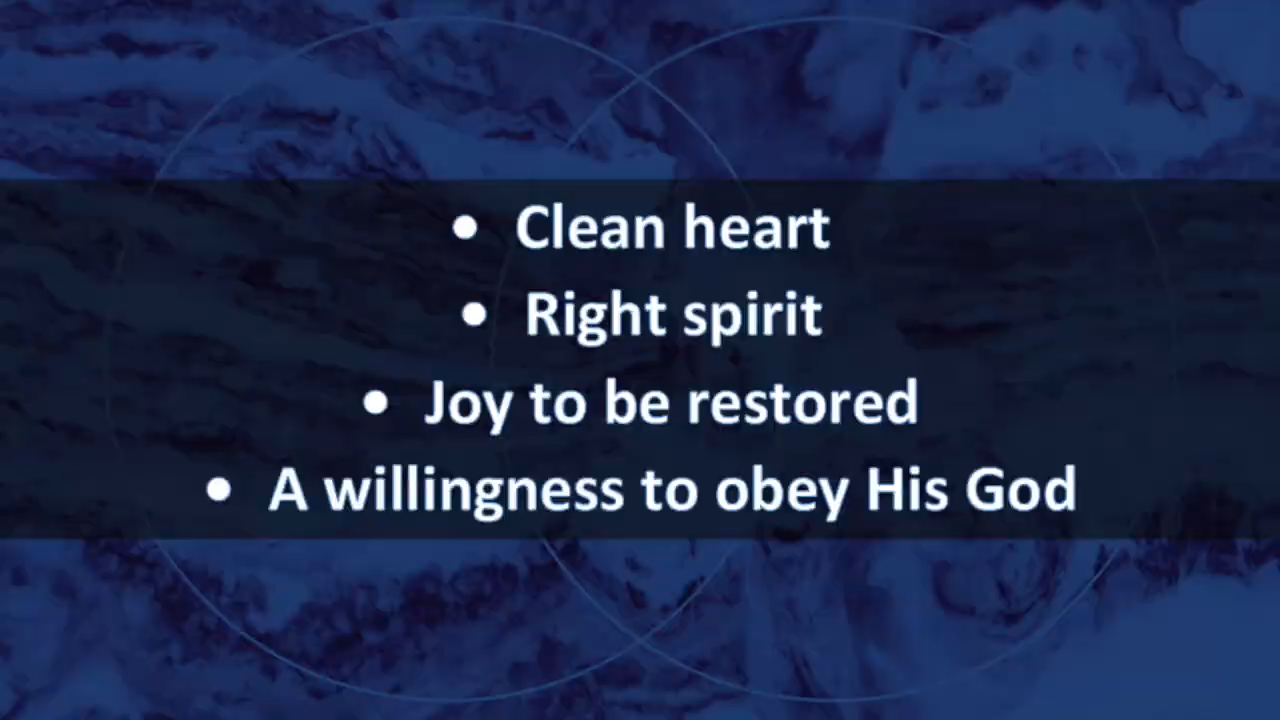 • Clean heart
• Right spirit
• Joy to be restored
• A willingness to obey His God